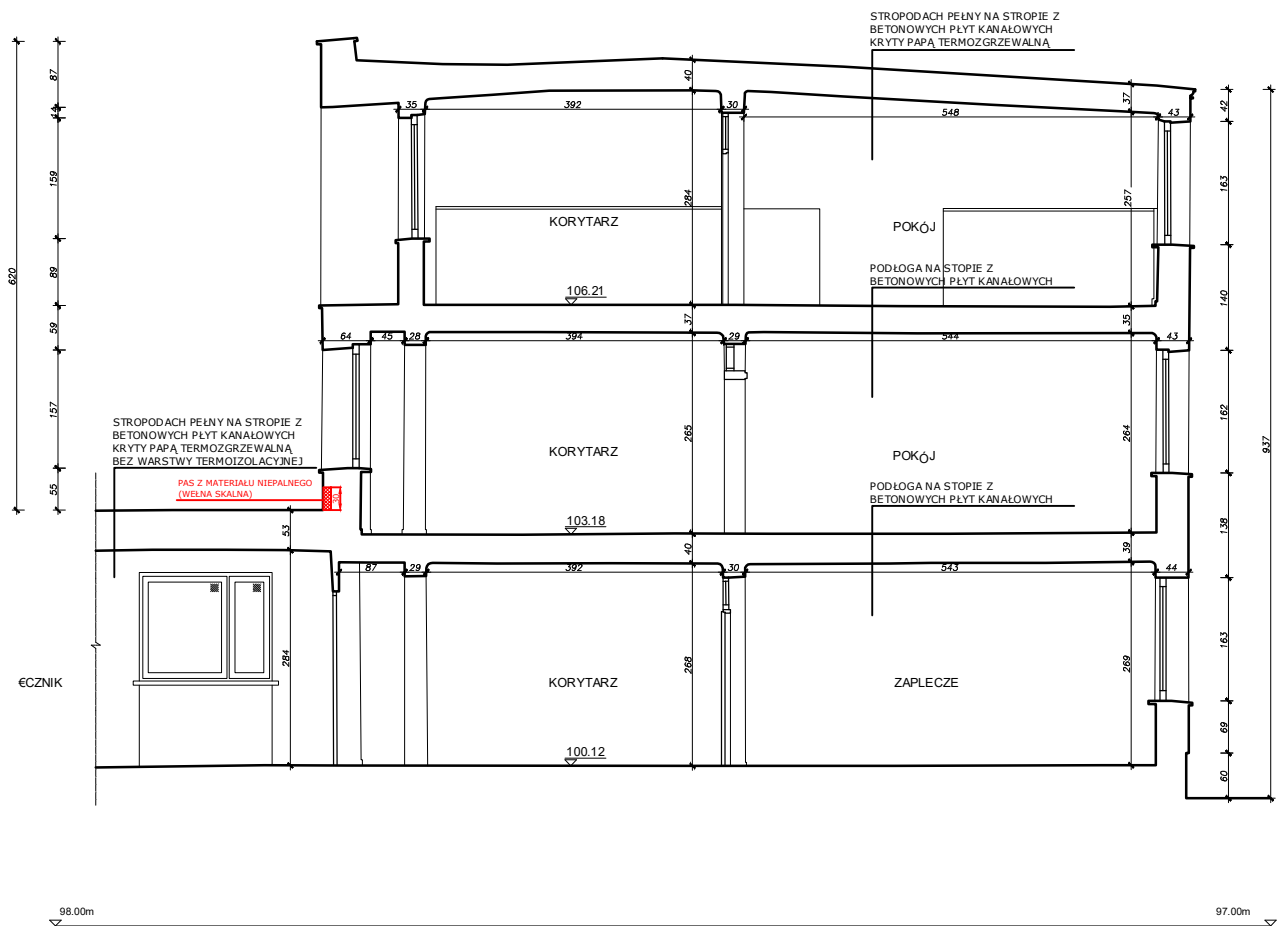 STROPODACH PEŁNY NA STROPIE Z
BETONOWYCH PŁYT KANAŁOWYCH
KRYTY PAPĄ TERMOZGRZEWALNĄ
87
14
159
89
59
157
55
620
35
392
40
30
548
37
43
42
163
140
162
138
163
69
60
937
284
257
KORYTARZ
POKÓJ
106.21
PODŁOGA NA STOPIE Z
BETONOWYCH PŁYT KANAŁOWYCH
37
35
64
45
28
394
29
544
43
265
264
KORYTARZ
POKÓJ
STROPODACH PEŁNY NA STROPIE Z
BETONOWYCH PŁYT KANAŁOWYCH
KRYTY PAPĄ TERMOZGRZEWALNĄ
BEZ WARSTWY TERMOIZOLACYJNEJ
PAS Z MATERIAŁU NIEPALNEGO
(WEŁNA SKALNA)
30
PODŁOGA NA STOPIE Z
BETONOWYCH PŁYT KANAŁOWYCH
103.18
53
40
39
87
29
392
30
543
44
284
268
269
€CZNIK
KORYTARZ
ZAPLECZE
100.12
98.00m
97.00m